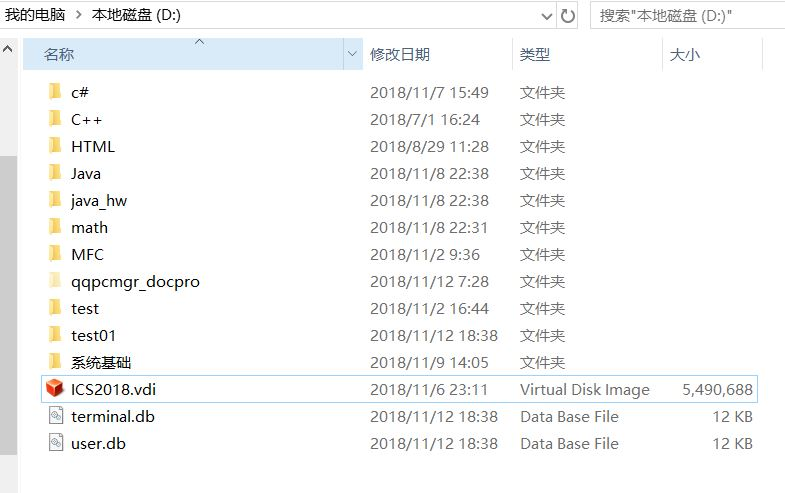 我的电脑 > 本地磁盘 (D:) 搜索"本地磁盘 (D:)"
名称 修改日期 类型 大小
c# 2018/11/7 15:49 文件夹
C++ 2018/7/1 16:24 文件夹
HTML 2018/8/29 11:28 文件夹
Java 2018/11/8 22:38 文件夹
java_hw 2018/11/8 22:38 文件夹
math 2018/11/8 22:31 文件夹
MFC 2018/11/2 9:36 文件夹
qqpcmgr_docpro 2018/11/12 7:28 文件夹
test 2018/11/2 16:44 文件夹
test01 2018/11/12 18:38 文件夹
系统基础 2018/11/9 14:05 文件夹
ICS2018.vdi 2018/11/6 23:11 Virtual Disk Image 5,490,688
terminal.db 2018/11/12 18:38 Data Base File 12 KB
user.db 2018/11/12 18:38 Data Base File 12 KB